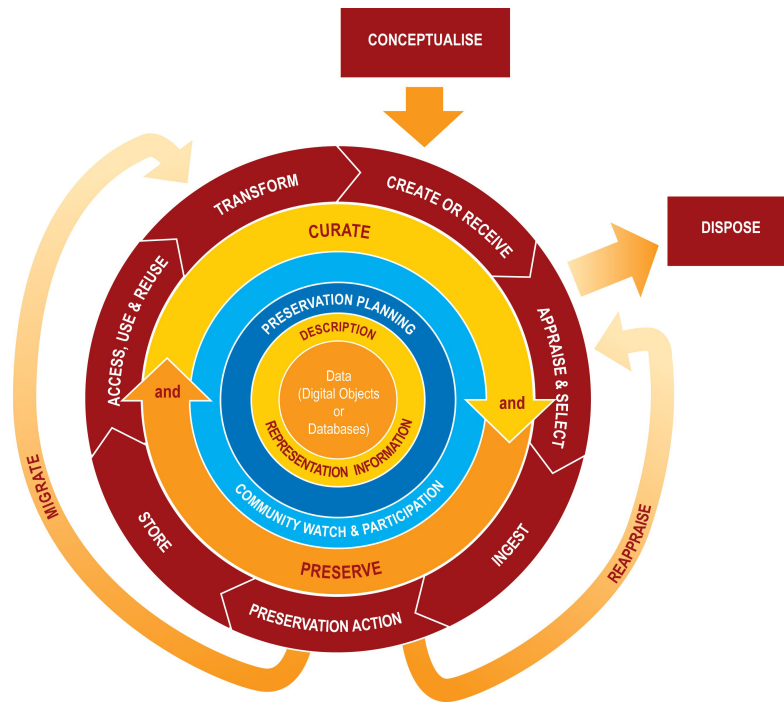 CONCEPTUALISE
DISPOSE
TRANSFORM
CREATE OR RECEIVE
APPRAISE & SELECT
INGEST
PRESERVATION ACTION
STORE
ACCESS, USE & REUSE
CURATE
and
PRESERVE
and
COMMUNITY WATCH & PARTICIPATION
PRESERVATION PLANNING
DESCRIPTION
REPRESENTATION INFORMATION
Data
(Digital Objects
or
Databases)
MIGRATE
REAPPRAISE